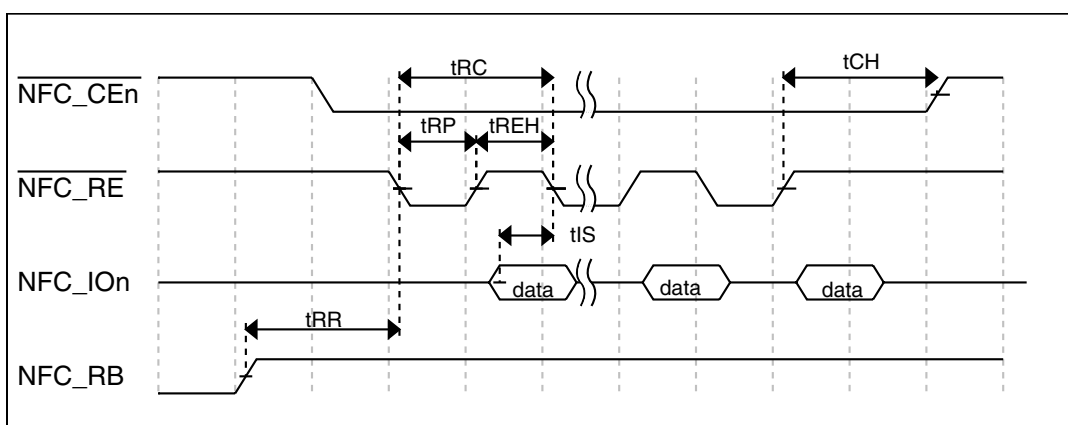 tRC
tCH
NFC_CEn
tRP
tREH
NFC_RE
tIS
NFC_IOn
data
data
data
tRR
NFC_RB